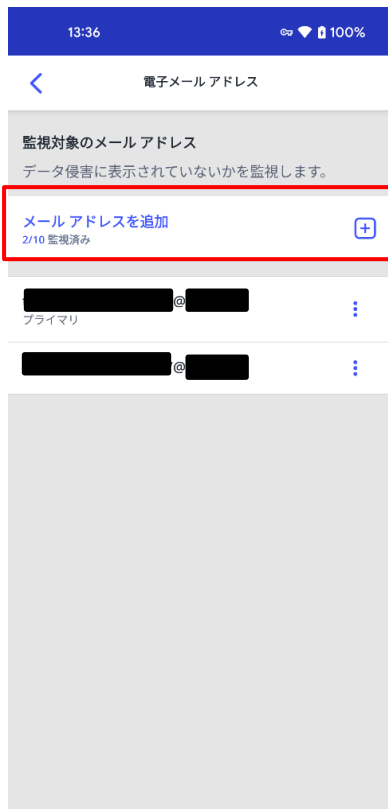 13:36
100%
電子メール アドレス
監視対象のメール アドレス
データ侵害に表示されていないかを監視します。
メール アドレスを追加
2/10 監視済み
@
プライマリ
@